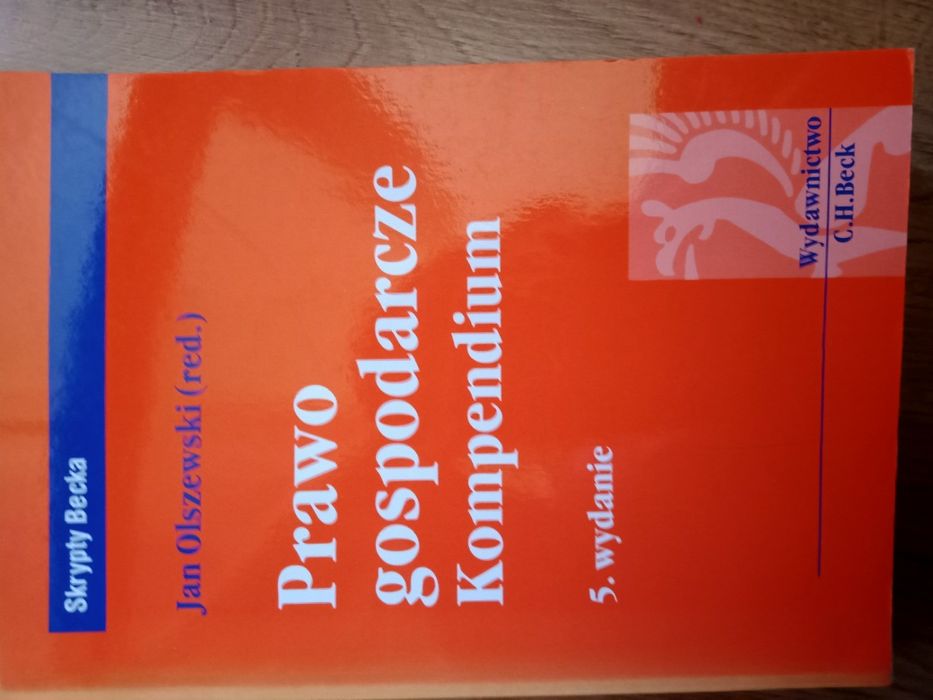 Skrypty Becka
Jan Olszewski (red.)
Prawo
gospodarcze
Kompendium
5. wydanie
Wydawnictwo
C.H.Beck